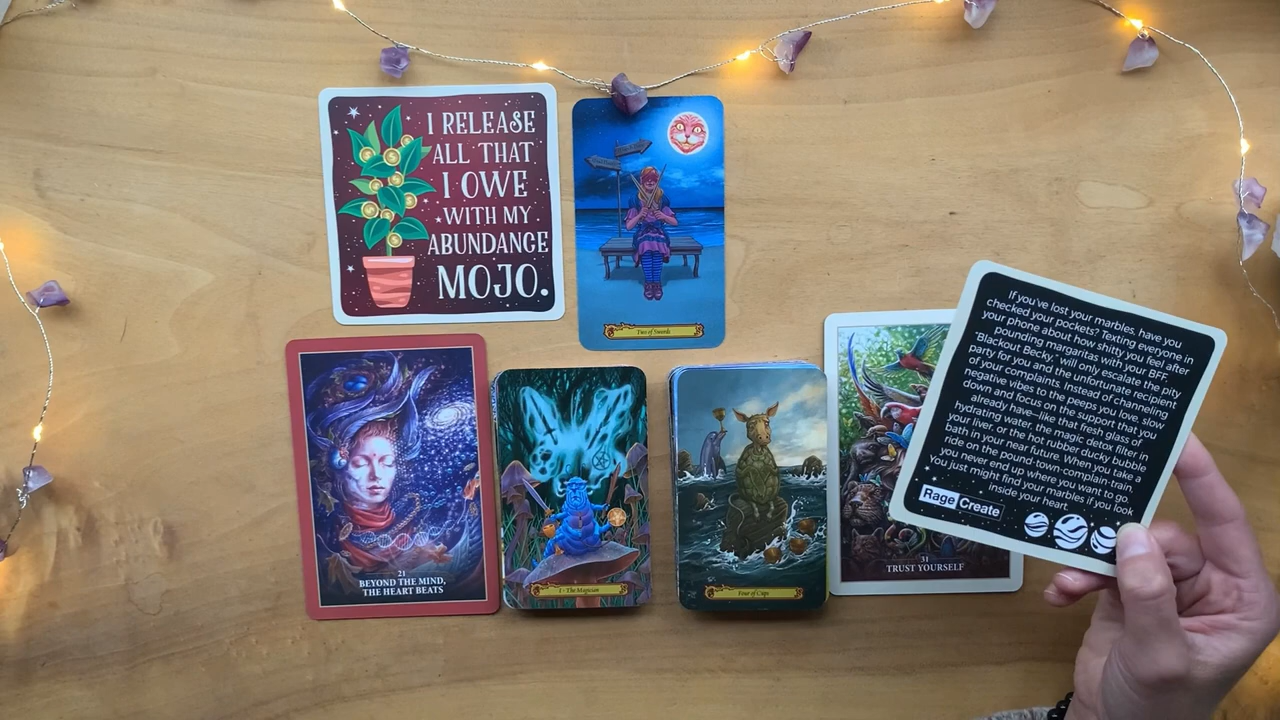 I RELEASE
ALL THAT
I OWE
WITH MY
ABUNDANCE
MOJO.
Two of Swords
21
BEYOND THE MIND,
THE HEART BEATS
I - The Magician
Four of Cups
31
TRUST YOURSELF
If you've lost your marbles, have you
checked your pockets? Texting everyone in
your phone about how shitty you feel after
pounding margaritas with your BFF,
"Blackout Becky," will only escalate the pity
party for you and the unfortunate recipient
of your complaints. Instead of channeling
negative vibes to the peeps you love, slow
down and focus on the support that you
already have—like that fresh glass of
hydrating water, the magic detox filter in
your liver, or the hot rubber ducky bubble
bath in your near future. When you take a
ride on the pound-town-complain-train,
you never end up where you want to go.
You just might find your marbles if you look
inside your heart.
Rage Create